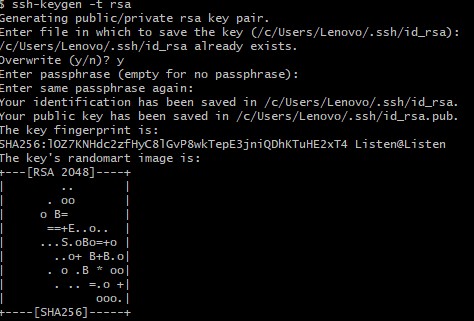 $ ssh-keygen -t rsa
Generating public/private rsa key pair.
Enter file in which to save the key (/c/Users/Lenovo/.ssh/id_rsa):
/c/Users/Lenovo/.ssh/id_rsa already exists.
Overwrite (y/n)? y
Enter passphrase (empty for no passphrase):
Enter same passphrase again:
Your identification has been saved in /c/Users/Lenovo/.ssh/id_rsa.
Your public key has been saved in /c/Users/Lenovo/.ssh/id_rsa.pub.
The key fingerprint is:
SHA256:lOZ7KNHdc2zfHyC8lGvP8wkTepE3jniQDhKTuHE2xT4 Listen@Listen
The key's randomart image is:
+---[RSA 2048]----+
|       ..        |
|     . oo        |
|    o B=         |
|     ==+E..o..   |
|    ...S.oBo=+o  |
|      ..o+ B+B.o|
|     . o .B * oo|
|      . .. =.o +|
|            ooo.|
+----[SHA256]-----+